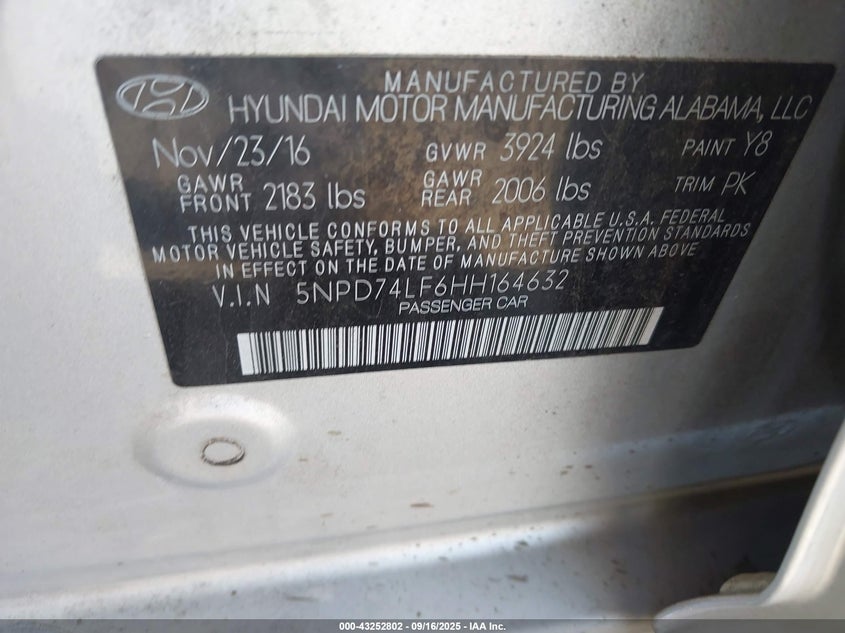 MANUFACTURED BY
HYUNDAI MOTOR MANUFACTURING ALABAMA, LLC
Nov/23/16 GVWR 3924 lbs PAINT Y8
GAWR FRONT 2183 lbs GAWR REAR 2006 lbs TRIM PK
THIS VEHICLE CONFORMS TO ALL APPLICABLE U.S.A. FEDERAL
MOTOR VEHICLE SAFETY, BUMPER, AND THEFT PREVENTION STANDARDS
IN EFFECT ON THE DATE OF MANUFACTURE SHOWN ABOVE
V.I.N 5NPD74LF6HH164632
PASSENGER CAR
000-43252802 - 09/16/2025 - IAA Inc.